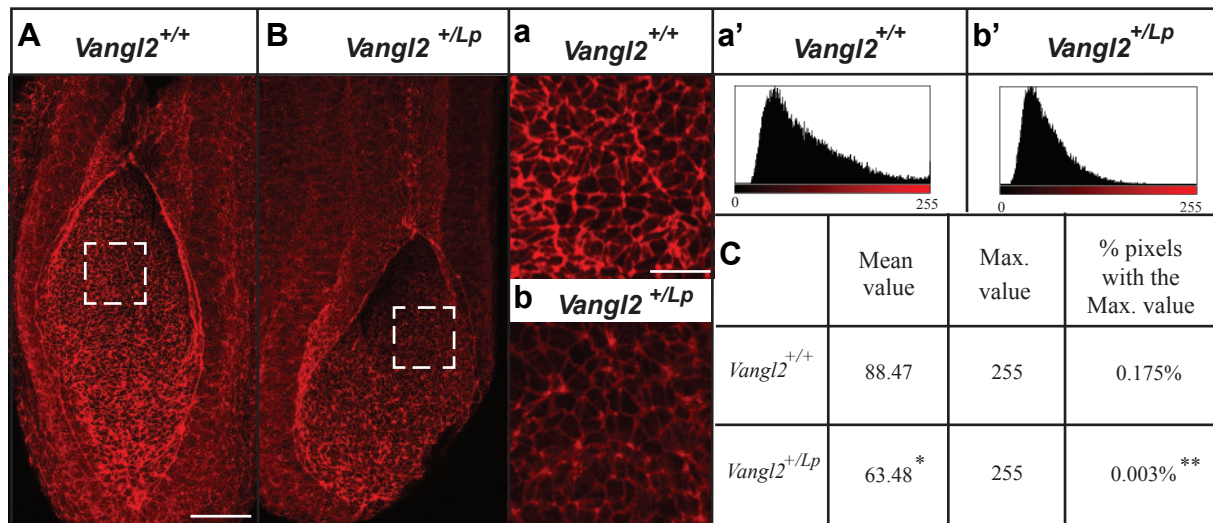 A Vangl2+/+
B Vangl2+/Lp
a Vangl2+/+
a' Vangl2+/+
b' Vangl2+/Lp
0 255
0 255
b Vangl2+/Lp
C
Mean
value
Max.
value
% pixels
with the
Max. value
Vangl2+/+ 88.47 255 0.175%
Vangl2+/Lp 63.48* 255 0.003%**